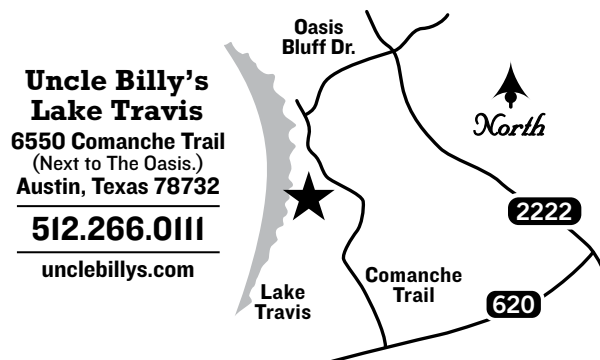 Uncle Billy's
Lake Travis
6550 Comanche Trail
(Next to The Oasis.)
Austin, Texas 78732
512.266.0111
unclebillys.com
Oasis
Bluff Dr.
North
2222
Comanche
Trail
620
Lake
Travis